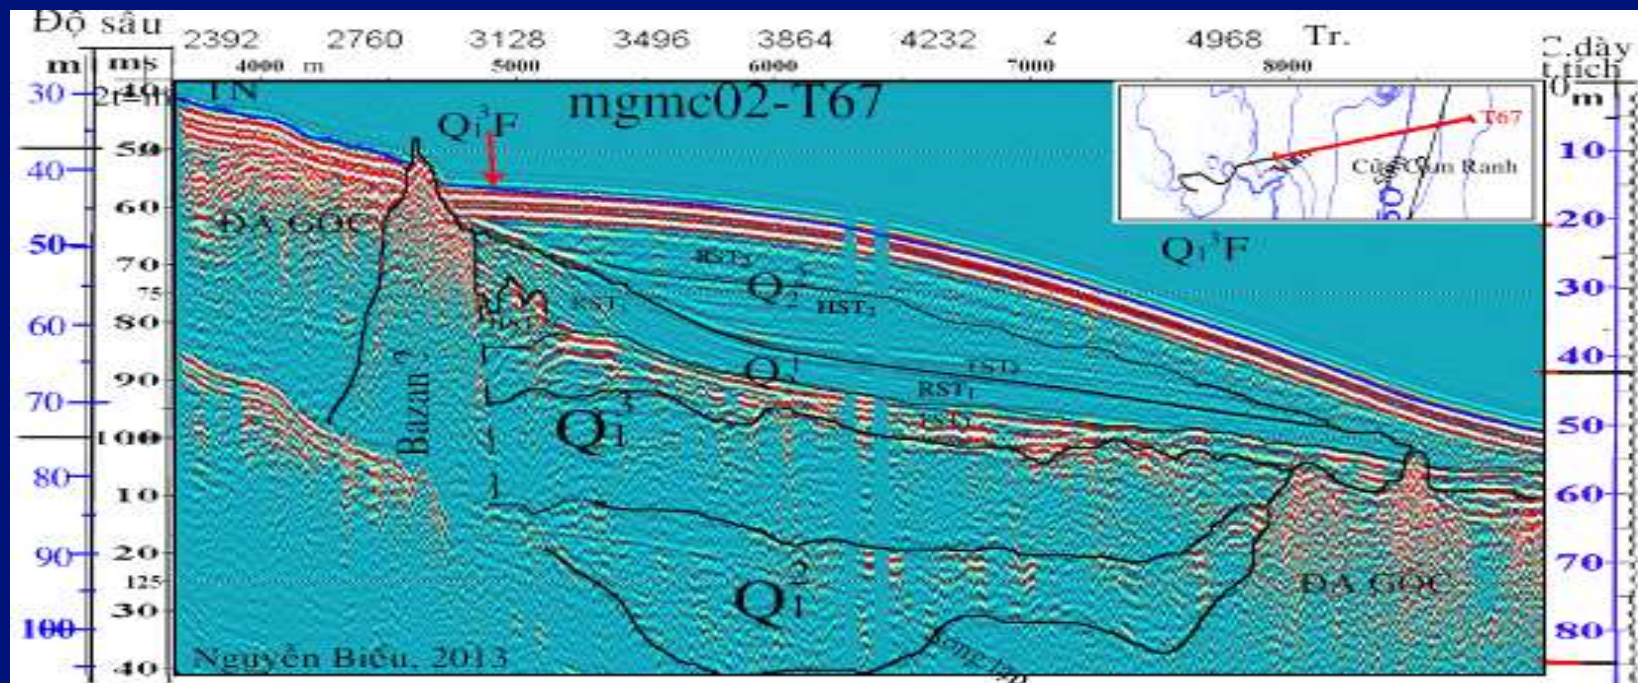 Độ sâu
2392 2760 3128 3496 3864 4232 4968 Tr.
m ms 4000 m 5000 6000 7000 8000 C.dày
t.tích
m
TN
mgmc02-T67
Q₁³F
T67
Cửa Cam Ranh
50
Q₁³F
30
40
50
60
70
80
90
100
50
60
70
75
80
90
100
10
20
125
30
40
10
20
30
40
50
60
70
80
ĐÁ GỐC
RST₂
Q₂
HST₂
RST₁
Bazan ?
Q₁³
Q₁²
ĐÁ GỐC
Nguyễn Biểu, 2013